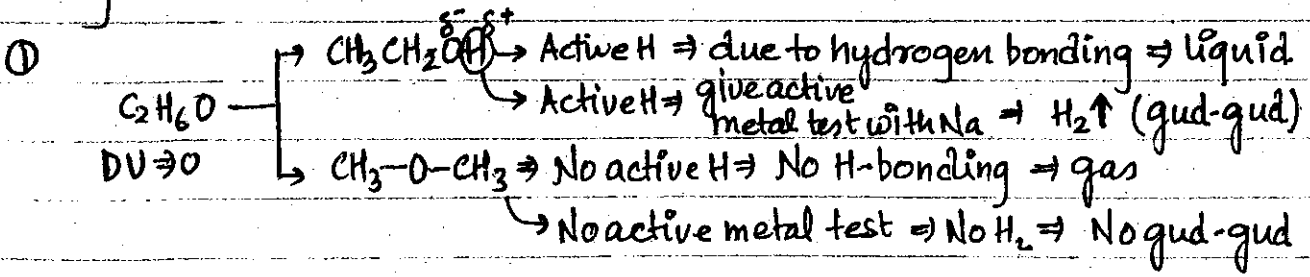 ①
δ- δ+
CH3CH2OH → Active H ⇒ due to hydrogen bonding ⇒ liquid
→ Active H ⇒ give active metal test with Na ⇒ H2↑ (gud-gud)
C2H6O
DU ⇒ 0
CH3-O-CH3 ⇒ No active H ⇒ No H-bonding ⇒ gas
→ No active metal test ⇒ No H2 ⇒ No gud-gud